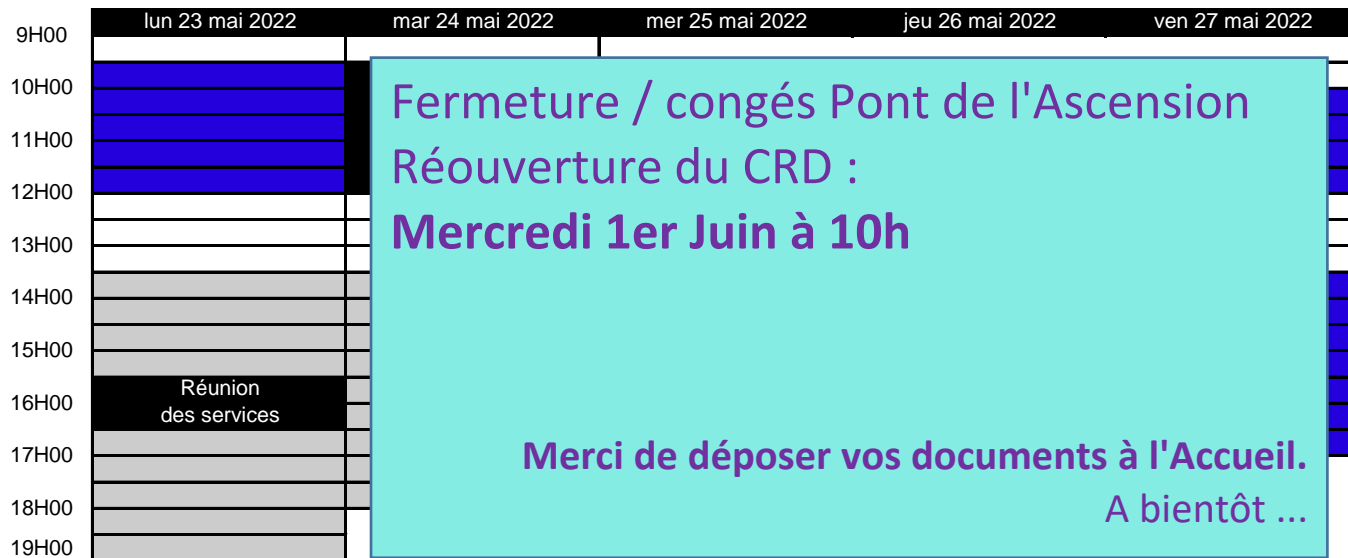 lun 23 mai 2022 mar 24 mai 2022 mer 25 mai 2022 jeu 26 mai 2022 ven 27 mai 2022
9H00
10H00
11H00
12H00
13H00
14H00
15H00
16H00
17H00
18H00
19H00
Réunion
des services
Fermeture / congés Pont de l'Ascension
Réouverture du CRD :
Mercredi 1er Juin à 10h
Merci de déposer vos documents à l'Accueil.
A bientôt ...